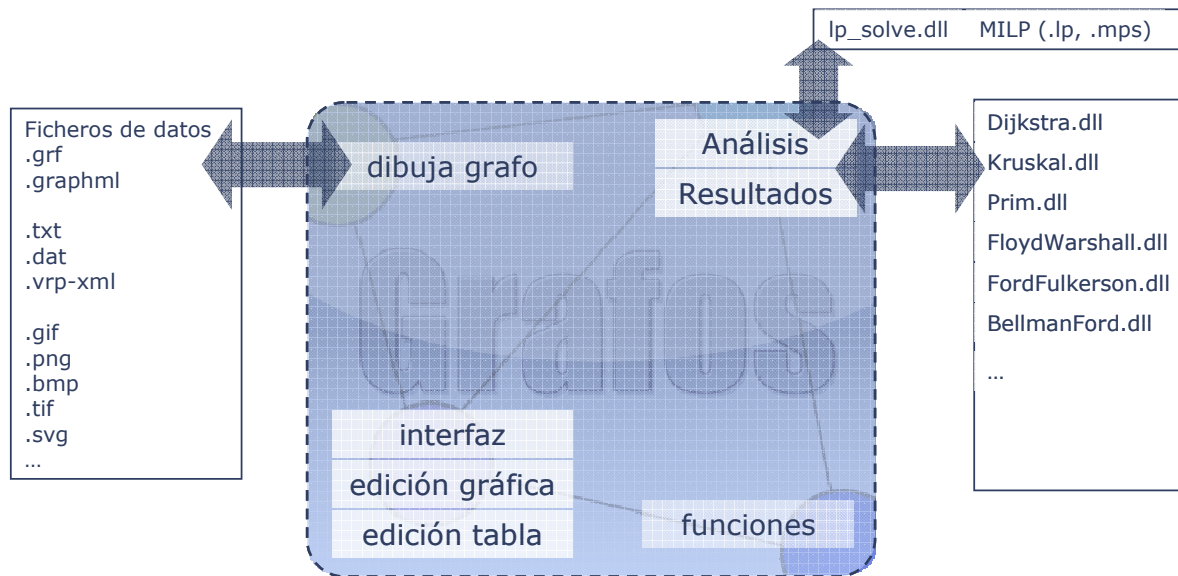 lp_solve.dll MILP (.lp, .mps)
Ficheros de datos
.grf
.graphml
.txt
.dat
.vrp-xml
.gif
.png
.bmp
.tif
.svg
...
dibuja grafo
Análisis
Resultados
Grafos
interfaz
edición gráfica
edición tabla
funciones
Dijkstra.dll
Kruskal.dll
Prim.dll
FloydWarshall.dll
FordFulkerson.dll
BellmanFord.dll
...